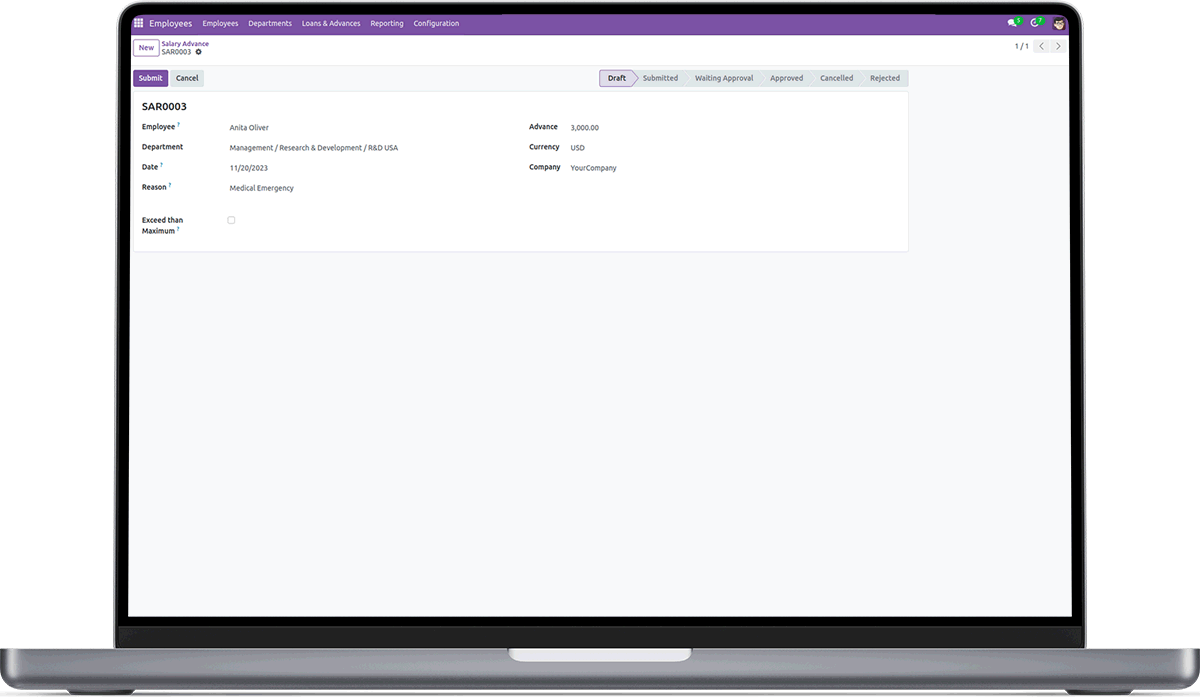 Employees Employees Departments Loans & Advances Reporting Configuration 5 7
New Salary Advance
SAR0003 1 / 1
Submit Cancel Draft Submitted Waiting Approval Approved Cancelled Rejected
SAR0003
Employee ? Anita Oliver Advance 3,000.00
Department Management / Research & Development / R&D USA Currency USD
Date ? 11/20/2023 Company YourCompany
Reason ? Medical Emergency
Exceed than
Maximum ?